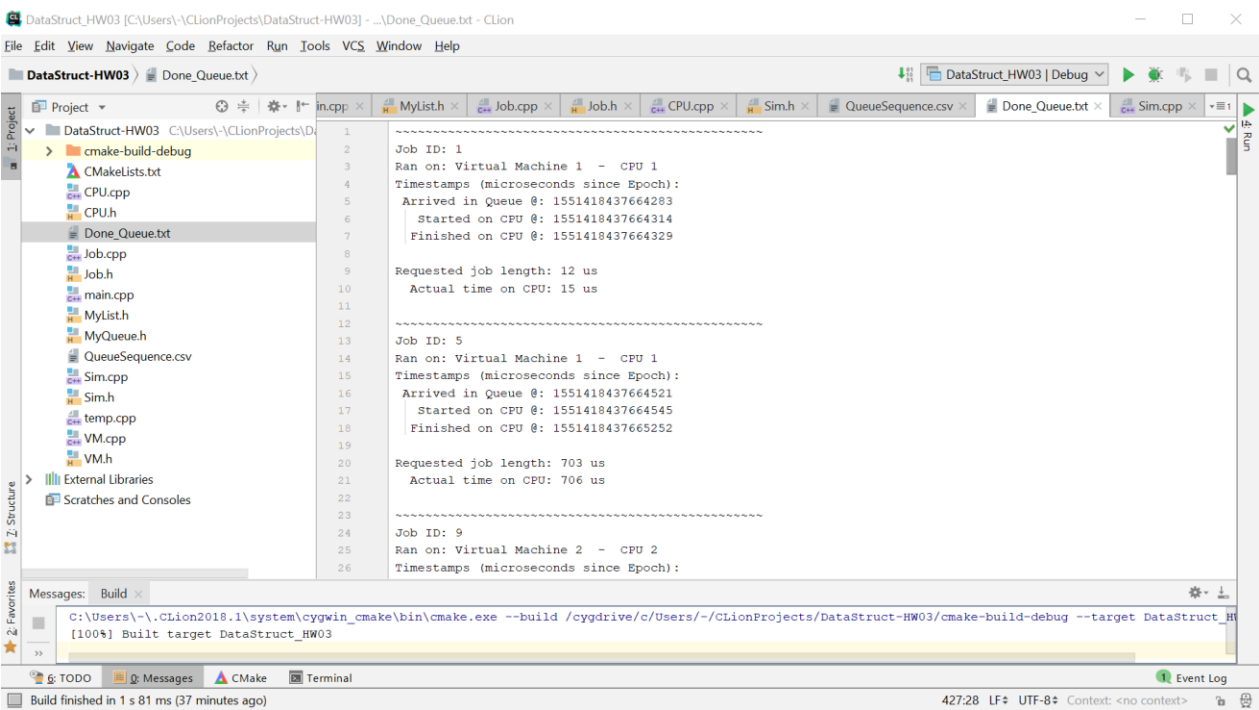 DataStruct_HW03 [C:\Users\-\CLionProjects\DataStruct-HW03] - ...\Done_Queue.txt - CLion
File Edit View Navigate Code Refactor Run Tools VCS Window Help
DataStruct-HW03 Done_Queue.txt
DataStruct_HW03 | Debug
Project
in.cpp MyList.h Job.cpp Job.h CPU.cpp Sim.h QueueSequence.csv Done_Queue.txt Sim.cpp
1: Project
DataStruct-HW03 C:\Users\-\CLionProjects\Da
cmake-build-debug
CMakeLists.txt
CPU.cpp
CPU.h
Done_Queue.txt
Job.cpp
Job.h
main.cpp
MyList.h
MyQueue.h
QueueSequence.csv
Sim.cpp
Sim.h
temp.cpp
VM.cpp
VM.h
External Libraries
Scratches and Consoles
1 ~~~~~~~~~~~~~~~~~~~~~~~~~~~~~~~~~~~~~~~~~~~~~~~~~
2 Job ID: 1
3 Ran on: Virtual Machine 1 - CPU 1
4 Timestamps (microseconds since Epoch):
5 Arrived in Queue @: 1551418437664283
6 Started on CPU @: 1551418437664314
7 Finished on CPU @: 1551418437664329
8
9 Requested job length: 12 us
10 Actual time on CPU: 15 us
11
12 ~~~~~~~~~~~~~~~~~~~~~~~~~~~~~~~~~~~~~~~~~~~~~~~~~
13 Job ID: 5
14 Ran on: Virtual Machine 1 - CPU 1
15 Timestamps (microseconds since Epoch):
16 Arrived in Queue @: 1551418437664521
17 Started on CPU @: 1551418437664545
18 Finished on CPU @: 1551418437665252
19
20 Requested job length: 703 us
21 Actual time on CPU: 706 us
22
23 ~~~~~~~~~~~~~~~~~~~~~~~~~~~~~~~~~~~~~~~~~~~~~~~~~
24 Job ID: 9
25 Ran on: Virtual Machine 2 - CPU 2
26 Timestamps (microseconds since Epoch):
4: Run
Z: Structure
2: Favorites
Messages: Build
C:\Users\-\.CLion2018.1\system\cygwin_cmake\bin\cmake.exe --build /cygdrive/c/Users/-/CLionProjects/DataStruct-HW03/cmake-build-debug --target DataStruct_HW
[100%] Built target DataStruct_HW03
6: TODO 0: Messages CMake Terminal
1 Event Log
Build finished in 1 s 81 ms (37 minutes ago)
427:28 LF UTF-8 Context: <no context>